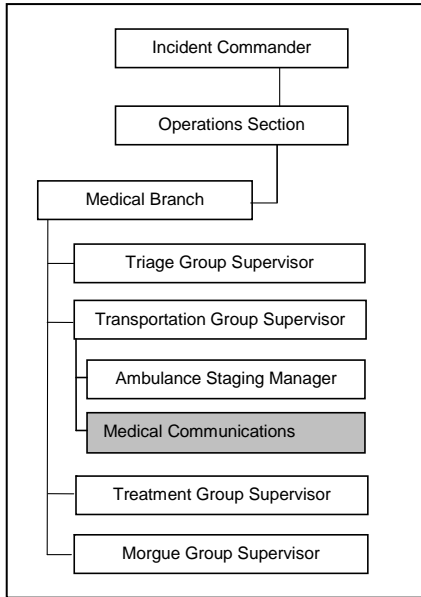 Incident Commander
Operations Section
Medical Branch
Triage Group Supervisor
Transportation Group Supervisor
Ambulance Staging Manager
Medical Communications
Treatment Group Supervisor
Morgue Group Supervisor